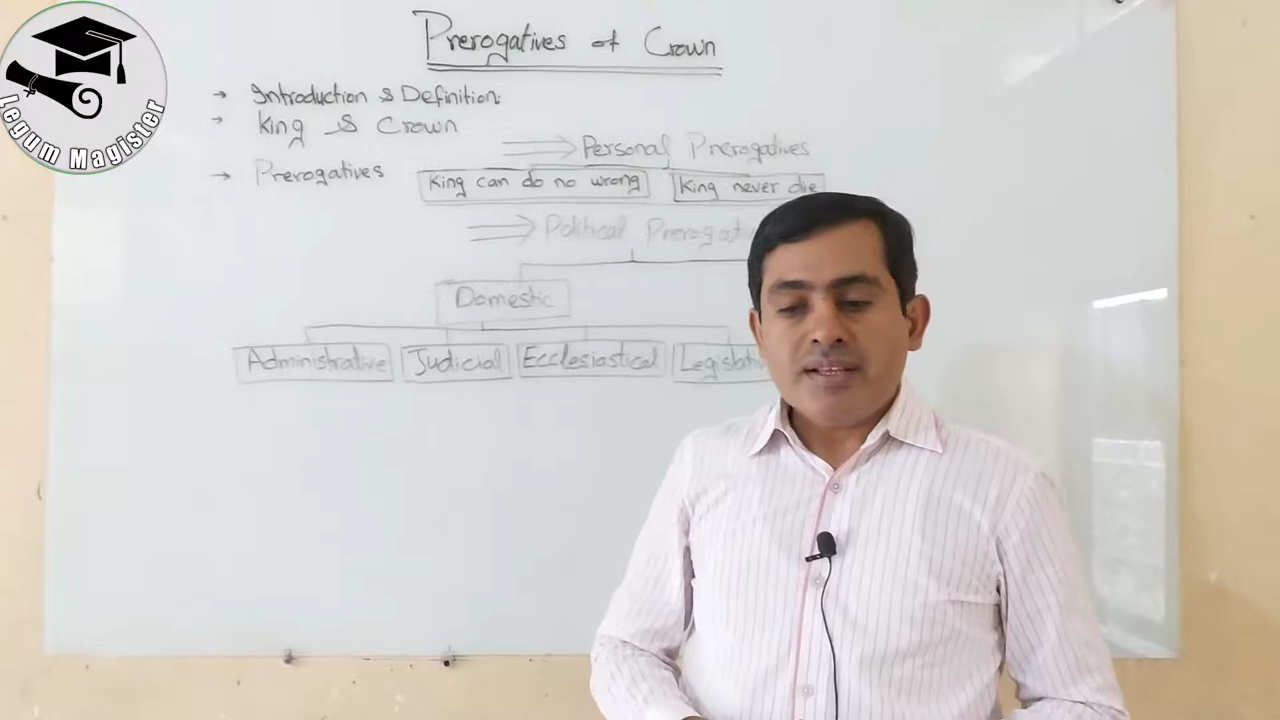 Legum Magister
Prerogatives of Crown
→ Introduction & Definition.
→ King & Crown
⇒ Personal Prerogatives
→ Prerogatives
King can do no wrong King never die
⇒ Political
Domestic
Administrative Judicial Ecclesiastical